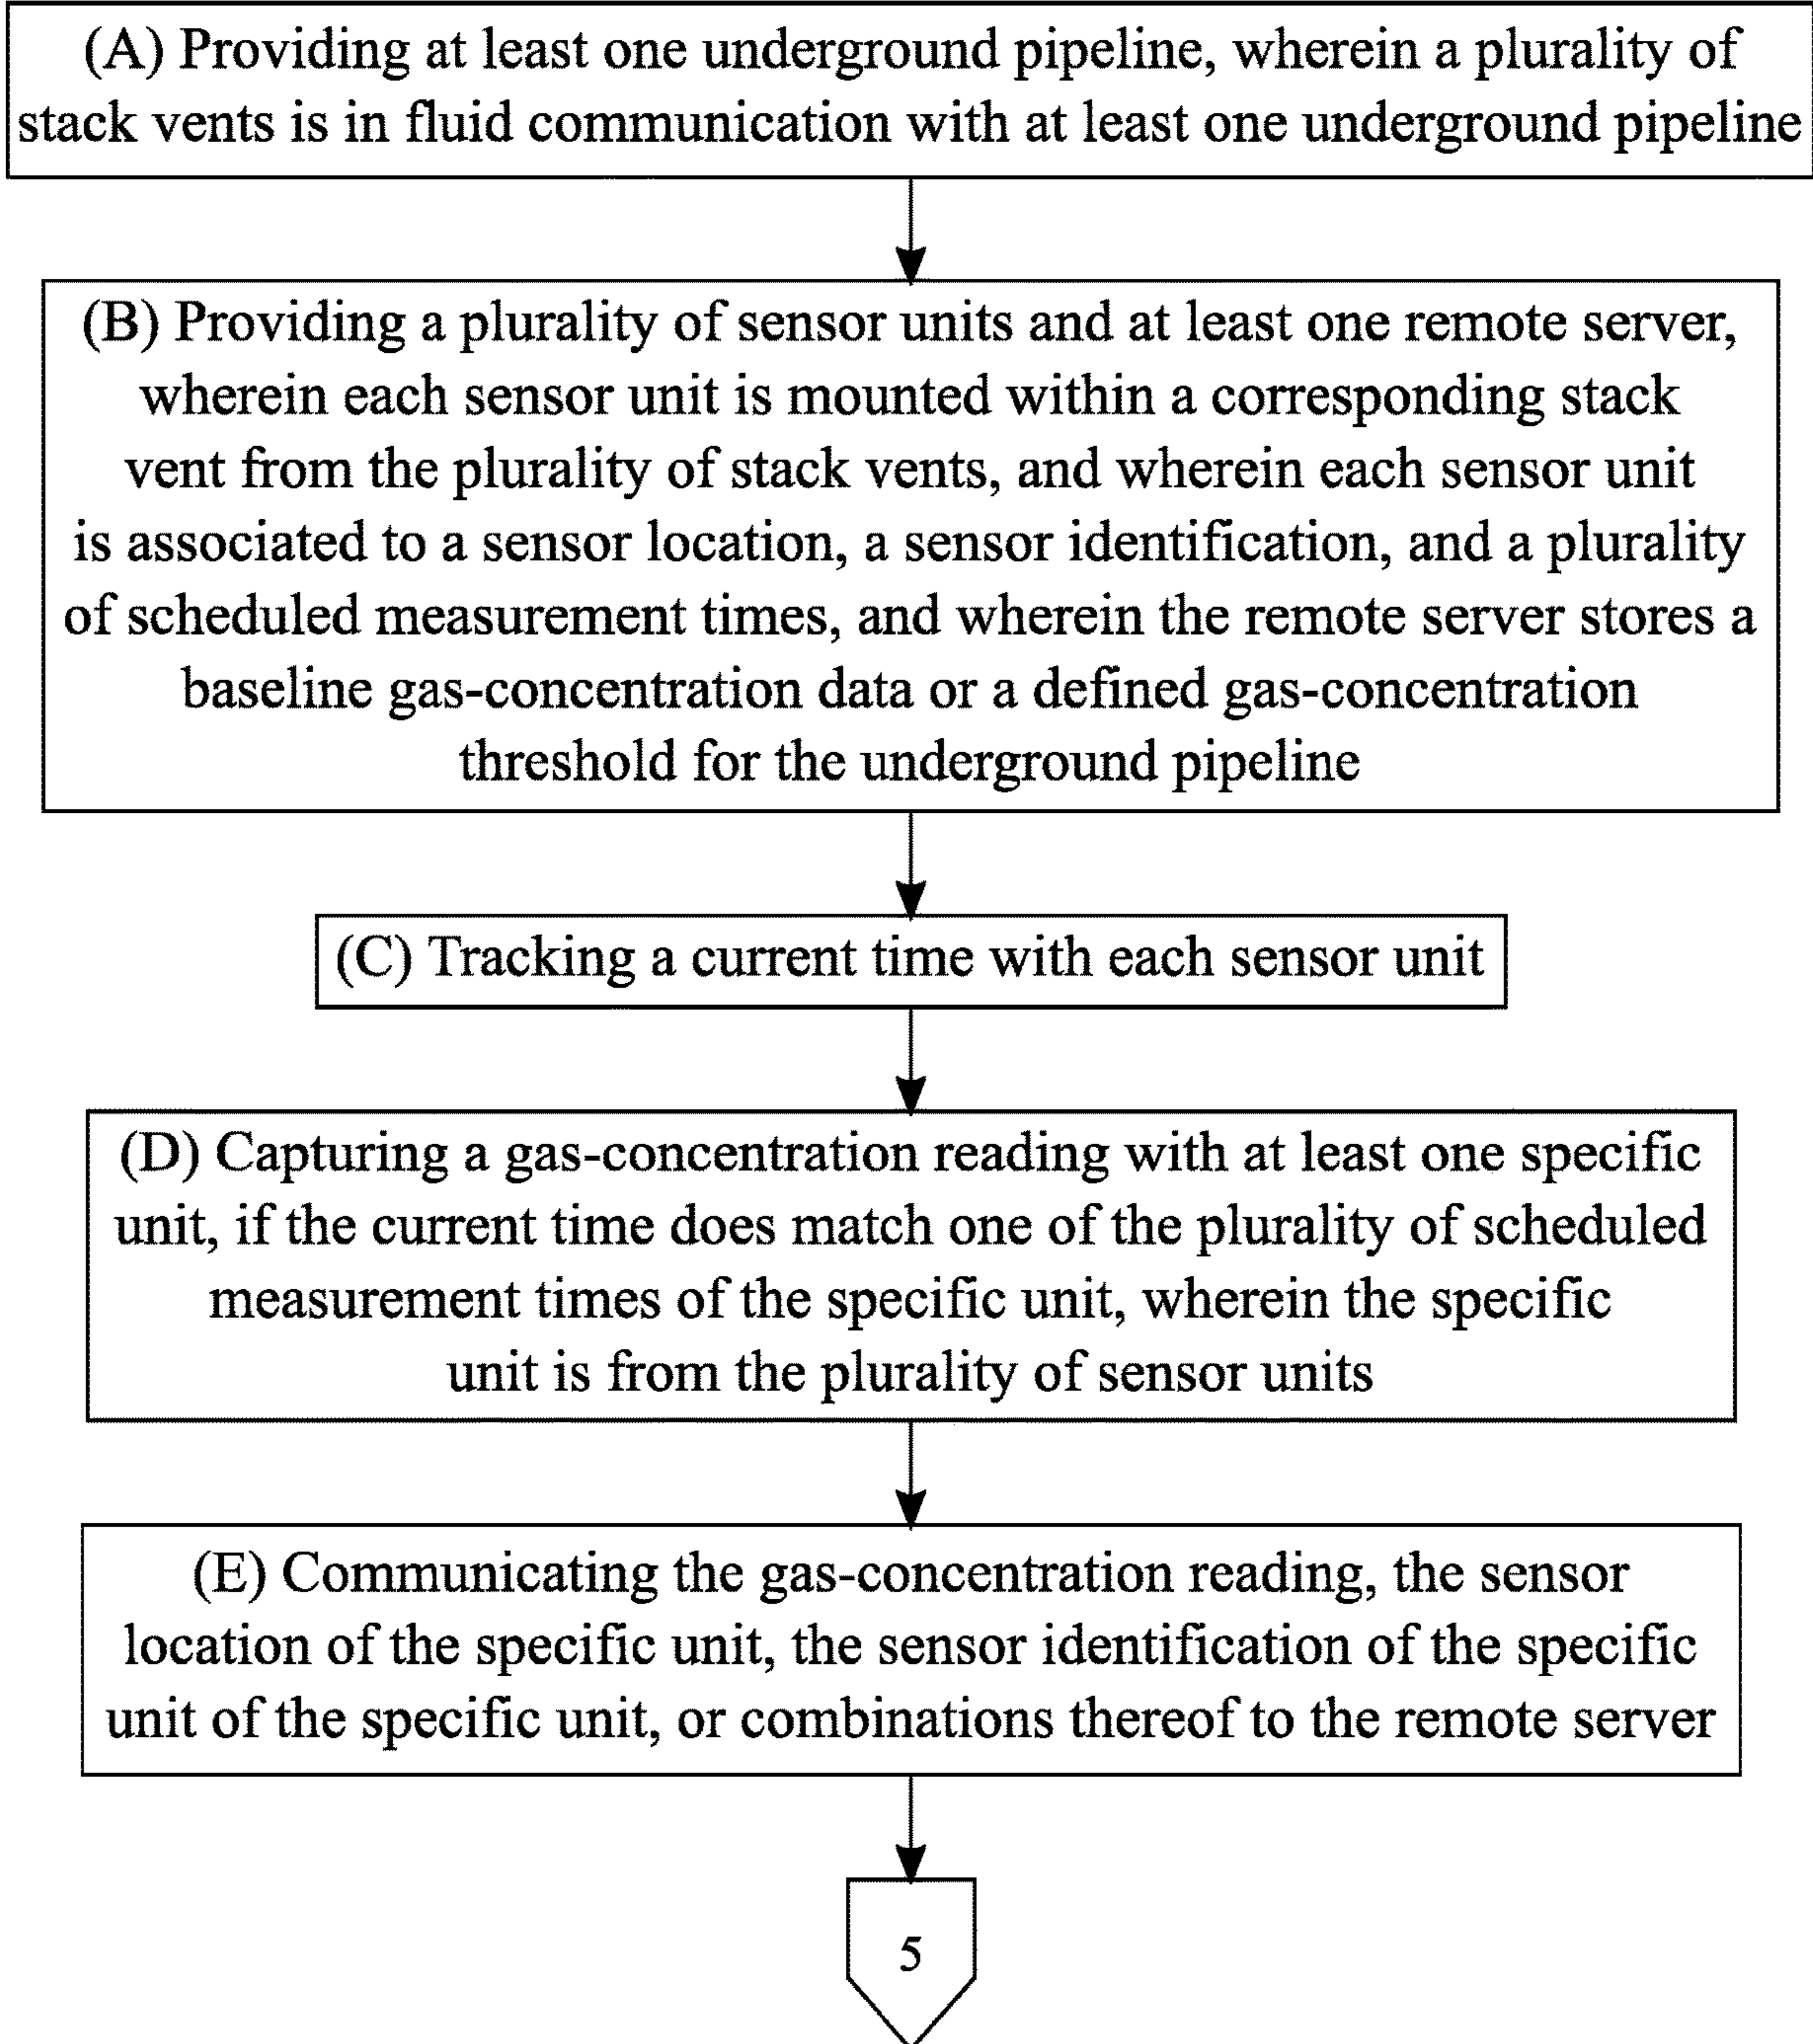 (A) Providing at least one underground pipeline, wherein a plurality of
stack vents is in fluid communication with at least one underground pipeline
(B) Providing a plurality of sensor units and at least one remote server,
wherein each sensor unit is mounted within a corresponding stack
vent from the plurality of stack vents, and wherein each sensor unit
is associated to a sensor location, a sensor identification, and a plurality
of scheduled measurement times, and wherein the remote server stores a
baseline gas-concentration data or a defined gas-concentration
threshold for the underground pipeline
(C) Tracking a current time with each sensor unit
(D) Capturing a gas-concentration reading with at least one specific
unit, if the current time does match one of the plurality of scheduled
measurement times of the specific unit, wherein the specific
unit is from the plurality of sensor units
(E) Communicating the gas-concentration reading, the sensor
location of the specific unit, the sensor identification of the specific
unit of the specific unit, or combinations thereof to the remote server
5